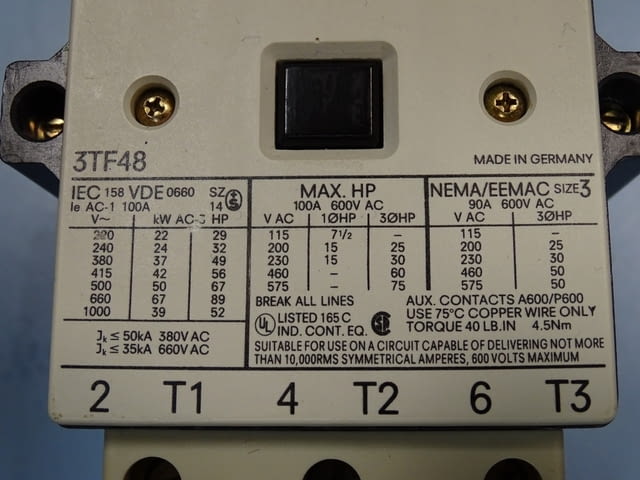 3TF48
MADE IN GERMANY
IEC 158 VDE 0660 SZ
Ie AC-1 100A 14
V~ kW AC-3 HP
220 22 29
240 24 32
380 37 49
415 42 56
500 50 67
660 67 89
1000 39 52
Jk ≤ 50kA 380V AC
Jk ≤ 35kA 660V AC
MAX. HP
100A 600V AC
V AC 1ØHP 3ØHP
115 7½ –
200 15 25
230 15 30
460 – 60
575 – 75
NEMA/EEMAC SIZE 3
90A 600V AC
V AC 3ØHP
115 –
200 25
230 30
460 50
575 50
BREAK ALL LINES
UL LISTED 165 C
IND. CONT. EQ.
AUX. CONTACTS A600/P600
USE 75°C COPPER WIRE ONLY
TORQUE 40 LB.IN 4.5Nm
SUITABLE FOR USE ON A CIRCUIT CAPABLE OF DELIVERING NOT MORE
THAN 10,000RMS SYMMETRICAL AMPERES, 600 VOLTS MAXIMUM
2 T1 4 T2 6 T3